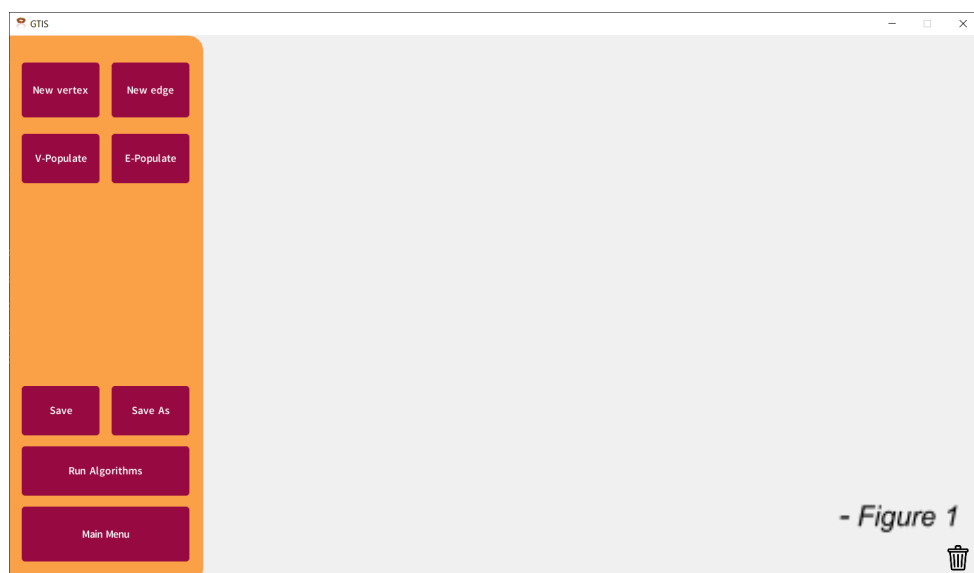 GTIS
New vertex
New edge
V-Populate
E-Populate
Save
Save As
Run Algorithms
Main Menu
- Figure 1